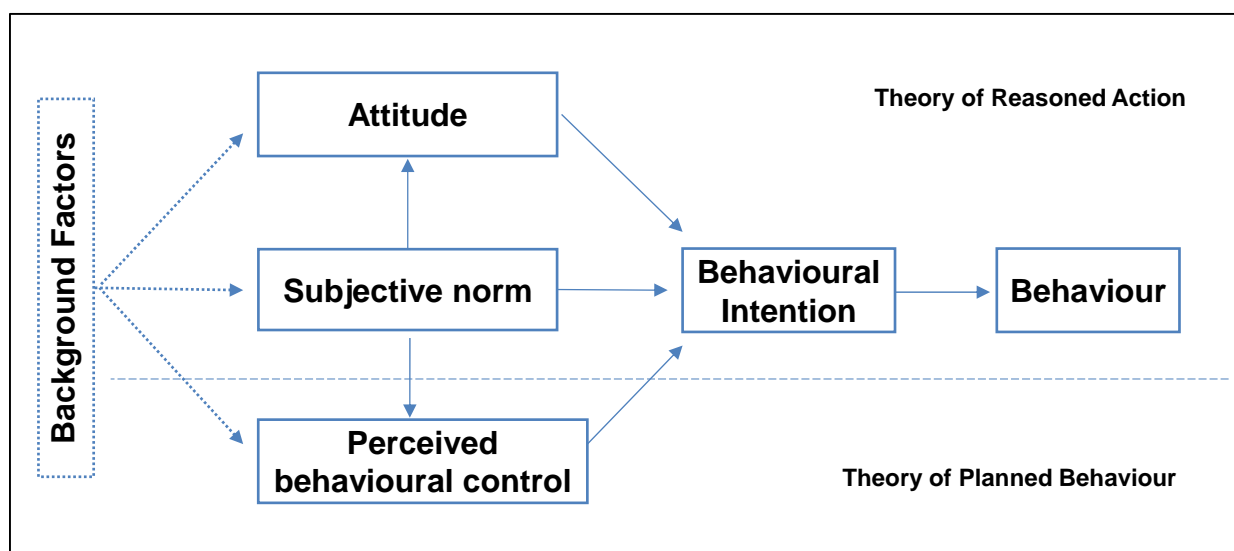 Background Factors
Attitude
Theory of Reasoned Action
Subjective norm
Behavioural
Intention
Behaviour
Perceived
behavioural control
Theory of Planned Behaviour